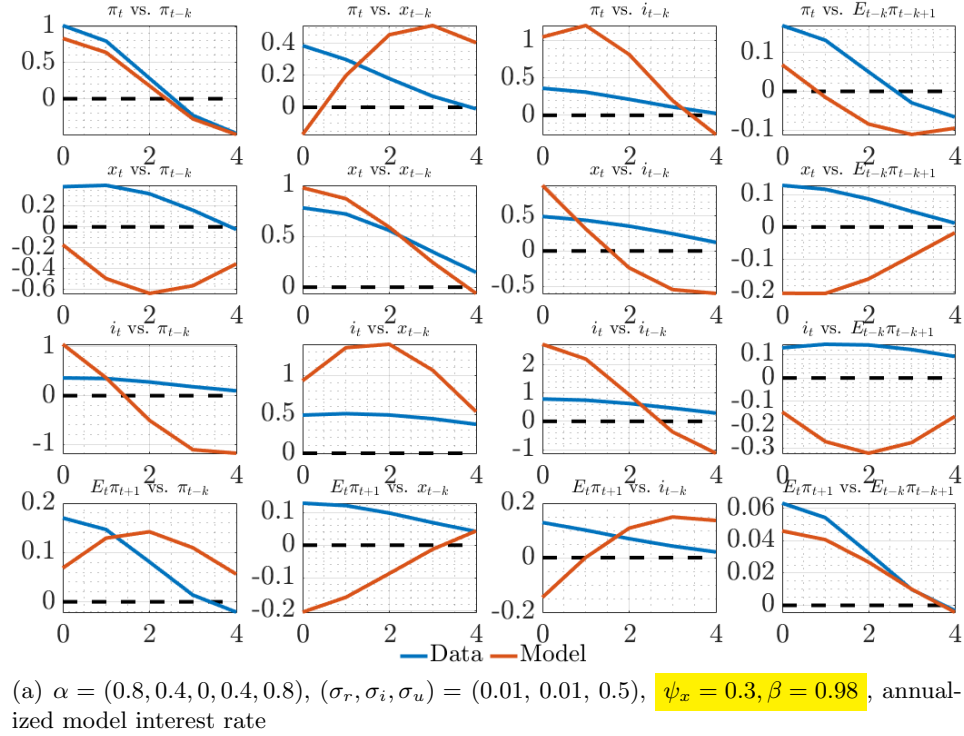 π_t vs. π_{t−k} π_t vs. x_{t−k} π_t vs. i_{t−k} π_t vs. E_{t−k}π_{t−k+1}
1 0.5 0
0.4 0.2 0
1.5 1 0.5 0
0.1 0 -0.1
0 2 4 0 2 4 0 2 4 0 2 4
x_t vs. π_{t−k} x_t vs. x_{t−k} x_t vs. i_{t−k} x_t vs. E_{t−k}π_{t−k+1}
0.2 0 -0.2 -0.4 -0.6
1 0.5 0
0.5 0 -0.5
0.1 0 -0.1 -0.2
0 2 4 0 2 4 0 2 4 0 2 4
i_t vs. π_{t−k} i_t vs. x_{t−k} i_t vs. i_{t−k} i_t vs. E_{t−k}π_{t−k+1}
1 0 -1
1 0.5 0
2 1 0 -1
0.1 0 -0.1 -0.2 -0.3
0 2 4 0 2 4 0 2 4 0 2 4
E_tπ_{t+1} vs. π_{t−k} E_tπ_{t+1} vs. x_{t−k} E_tπ_{t+1} vs. i_{t−k} E_tπ_{t+1} vs. E_{t−k}π_{t−k+1}
0.2 0.1 0
0.1 0 -0.1 -0.2
0.2 0 -0.2
0.06 0.04 0.02 0
0 2 4 0 2 4 0 2 4 0 2 4
Data Model
(a) α = (0.8, 0.4, 0, 0.4, 0.8), (σ_r, σ_i, σ_u) = (0.01, 0.01, 0.5), ψ_x = 0.3, β = 0.98 , annual-
ized model interest rate